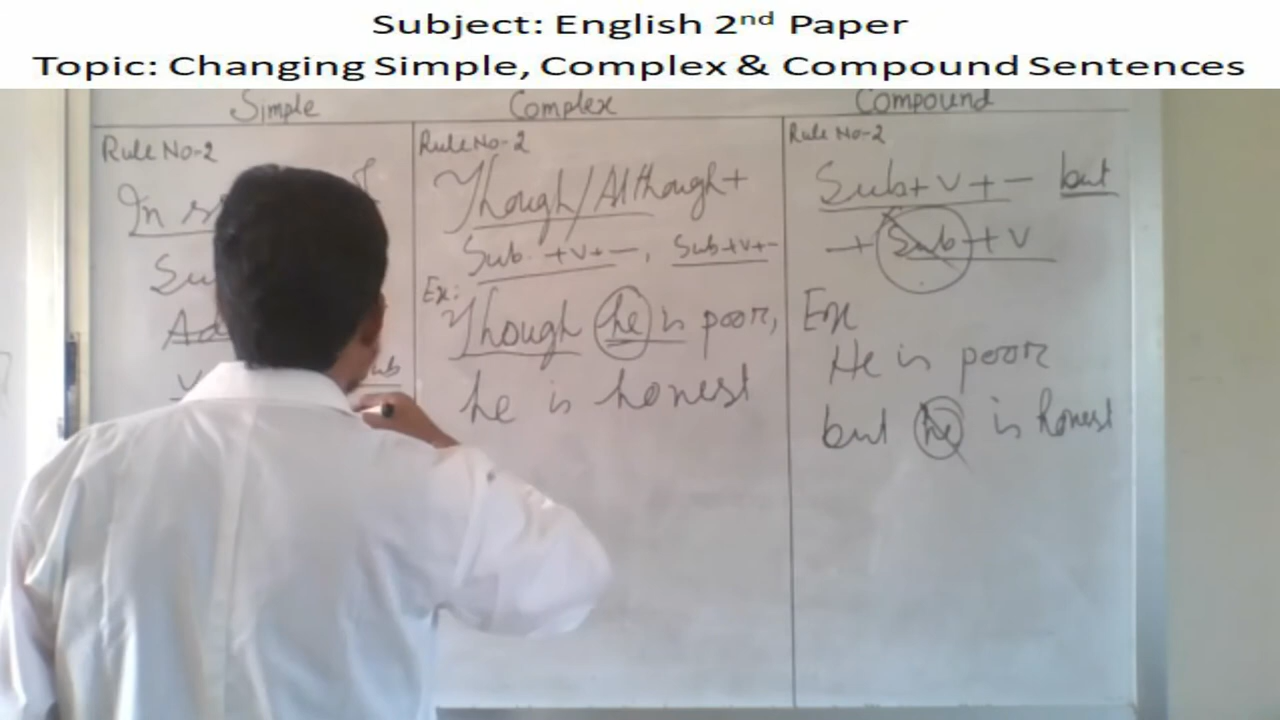 Subject: English 2nd Paper
Topic: Changing Simple, Complex & Compound Sentences
Simple
Rule No-2
In
Complex
Rule No-2
Though/Although+
Sub. +v+-, Sub+v+-
Ex:
Though he is poor,
he is honest
Compound
Rule No-2
Sub+v+- but
+ Sub+v
Ex
He is poor
but he is honest